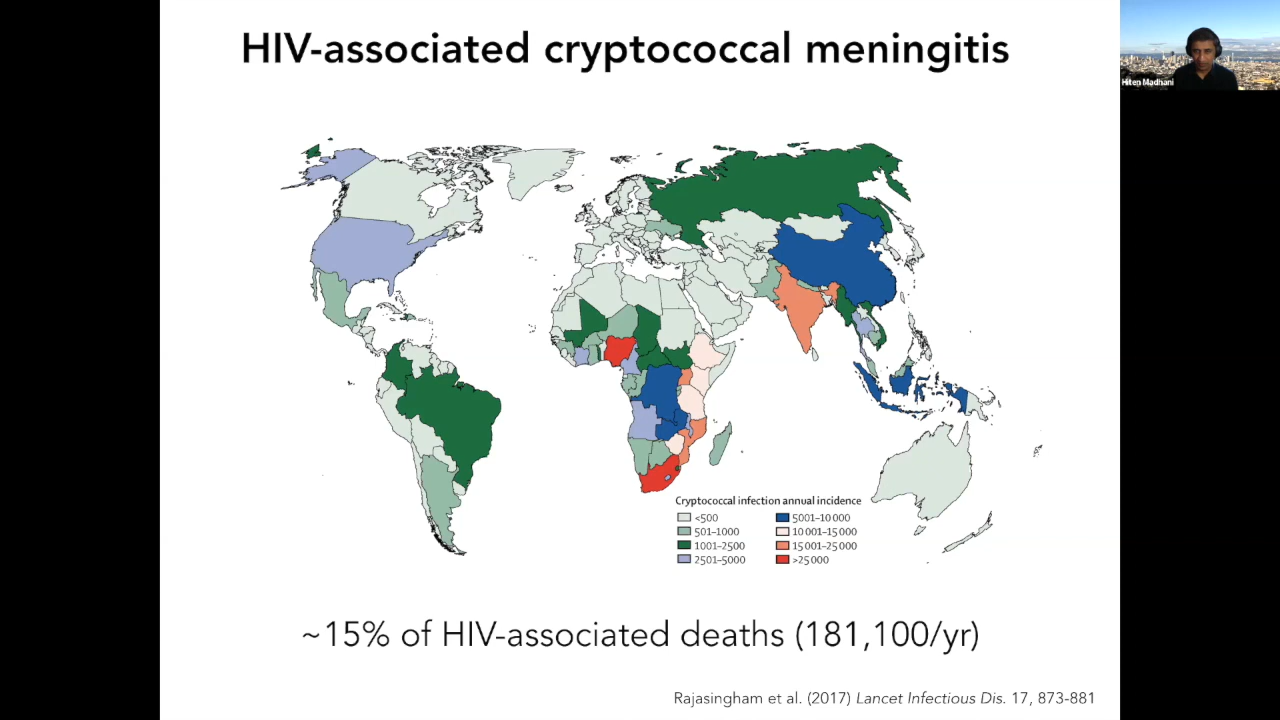 HIV-associated cryptococcal meningitis
Hiten Madhani
Cryptococcal infection annual incidence
<500
501–1000
1001–2500
2501–5000
5001–10 000
10 001–15 000
15 001–25 000
>25 000
~15% of HIV-associated deaths (181,100/yr)
Rajasingham et al. (2017) Lancet Infectious Dis. 17, 873-881